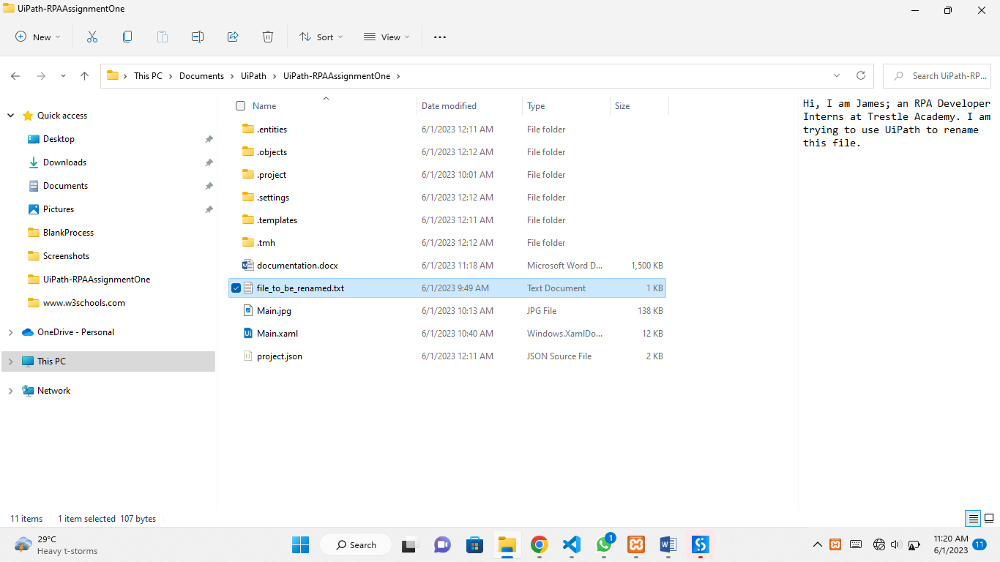 UiPath-RPAAssignmentOne
New
Sort
View
This PC > Documents > UiPath > UiPath-RPAAssignmentOne >
Search UiPath-RP...
Quick access
Desktop
Downloads
Documents
Pictures
BlankProcess
Screenshots
UiPath-RPAAssignmentOne
www.w3schools.com
OneDrive - Personal
This PC
Network
Name Date modified Type Size
.entities 6/1/2023 12:11 AM File folder
.objects 6/1/2023 12:12 AM File folder
.project 6/1/2023 10:01 AM File folder
.settings 6/1/2023 12:12 AM File folder
.templates 6/1/2023 12:11 AM File folder
.tmh 6/1/2023 12:12 AM File folder
documentation.docx 6/1/2023 11:18 AM Microsoft Word D... 1,500 KB
file_to_be_renamed.txt 6/1/2023 9:49 AM Text Document 1 KB
Main.jpg 6/1/2023 10:13 AM JPG File 138 KB
Main.xaml 6/1/2023 10:40 AM Windows.XamlDo... 12 KB
project.json 6/1/2023 12:11 AM JSON Source File 2 KB
Hi, I am James; an RPA Developer
Interns at Trestle Academy. I am
trying to use UiPath to rename
this file.
11 items 1 item selected 107 bytes
29°C
Heavy t-storms
Search
1
11:20 AM
6/1/2023
11